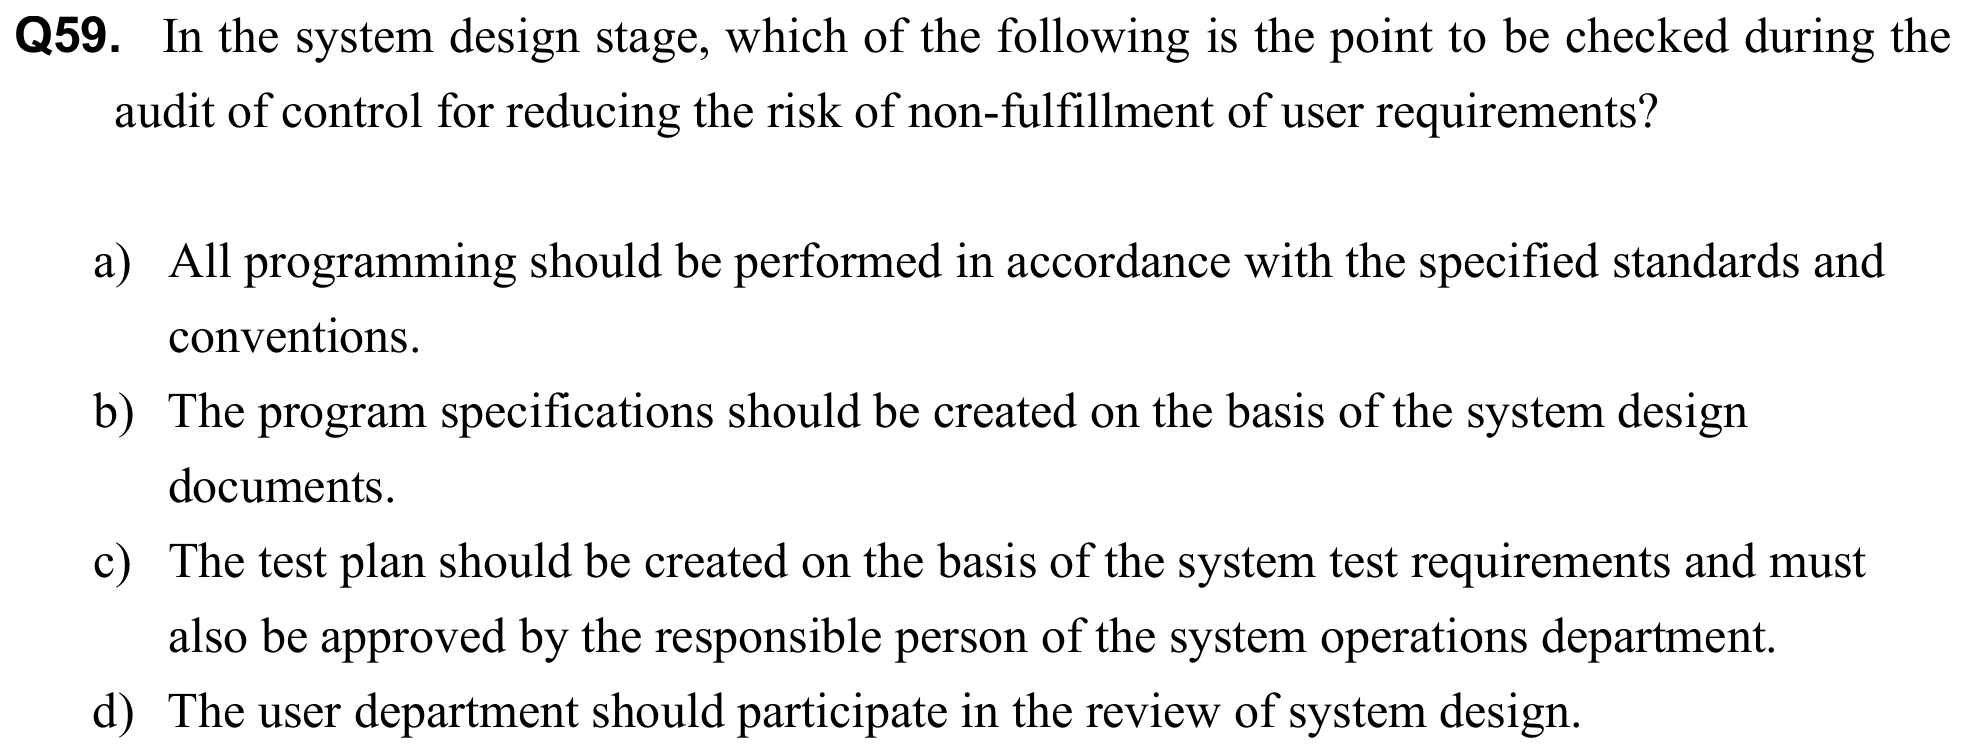 Q59. In the system design stage, which of the following is the point to be checked during the
audit of control for reducing the risk of non-fulfillment of user requirements?
a) All programming should be performed in accordance with the specified standards and
conventions.
b) The program specifications should be created on the basis of the system design
documents.
c) The test plan should be created on the basis of the system test requirements and must
also be approved by the responsible person of the system operations department.
d) The user department should participate in the review of system design.